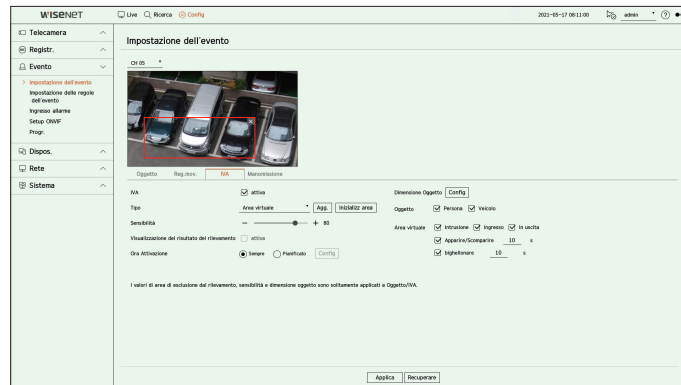 WISENET
Live Ricerca Config 2021-05-17 08:11:00 admin ?
Telecamera
Registr.
Evento
> Impostazione dell'evento
Impostazione delle regole
dell'evento
Ingresso allarme
Setup ONVIF
Progr.
Dispos.
Rete
Sistema
Impostazione dell'evento
CH 05
Oggetto Reg.mov. IVA Manomissione
IVA attiva
Tipo Area virtuale Agg. Inizializz area
Sensibilità 80
Visualizzazione del risultato del rilevamento attiva
Ora Attivazione Sempre Pianificato Config
Dimensione Oggetto Config
Oggetto Persona Veicolo
Area virtuale Intrusione Ingresso In uscita
Apparire/Scomparire 10 s
bighellonare 10 s
I valori di area di esclusione dal rilevamento, sensibilità e dimensione oggetto sono solitamente applicati a Oggetto/IVA.
Applica Recuperare